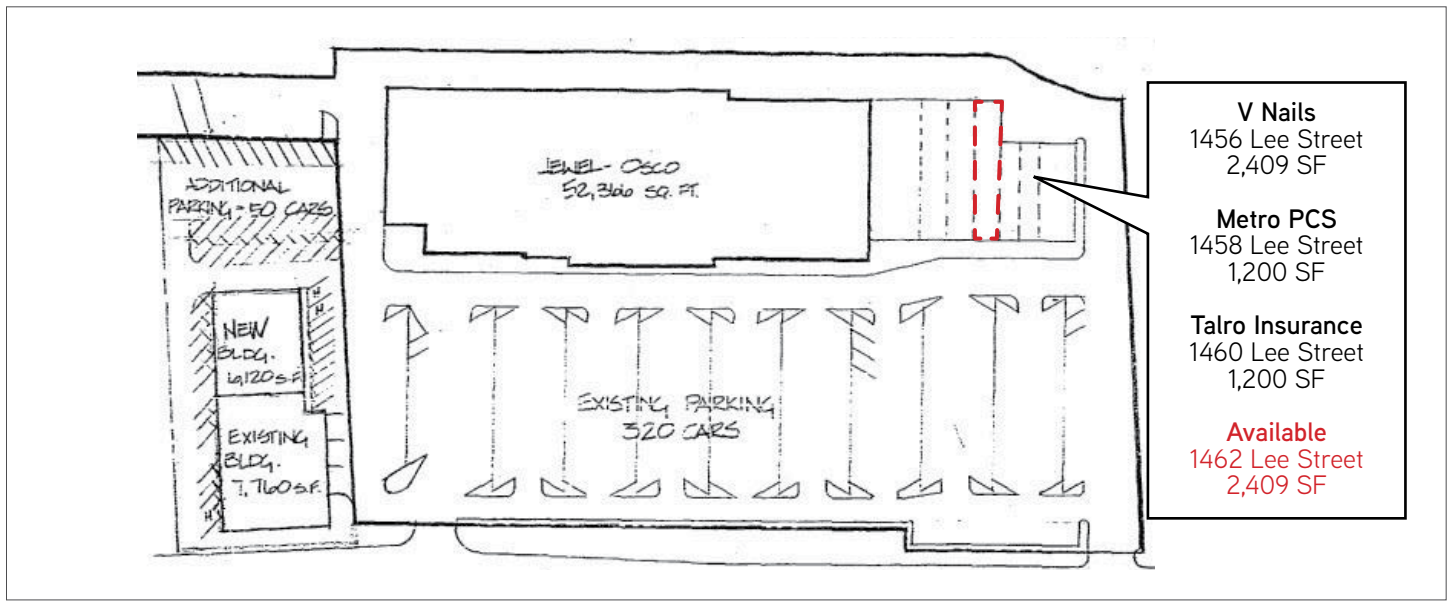 JEWEL-OSCO
52,366 SQ. FT.
ADDITIONAL
PARKING = 50 CARS
NEW
BLDG.
6,120 S.F.
EXISTING
BLDG.
7,760 S.F.
H
H
H
EXISTING PARKING
320 CARS
V Nails
1456 Lee Street
2,409 SF
Metro PCS
1458 Lee Street
1,200 SF
Talro Insurance
1460 Lee Street
1,200 SF
Available
1462 Lee Street
2,409 SF